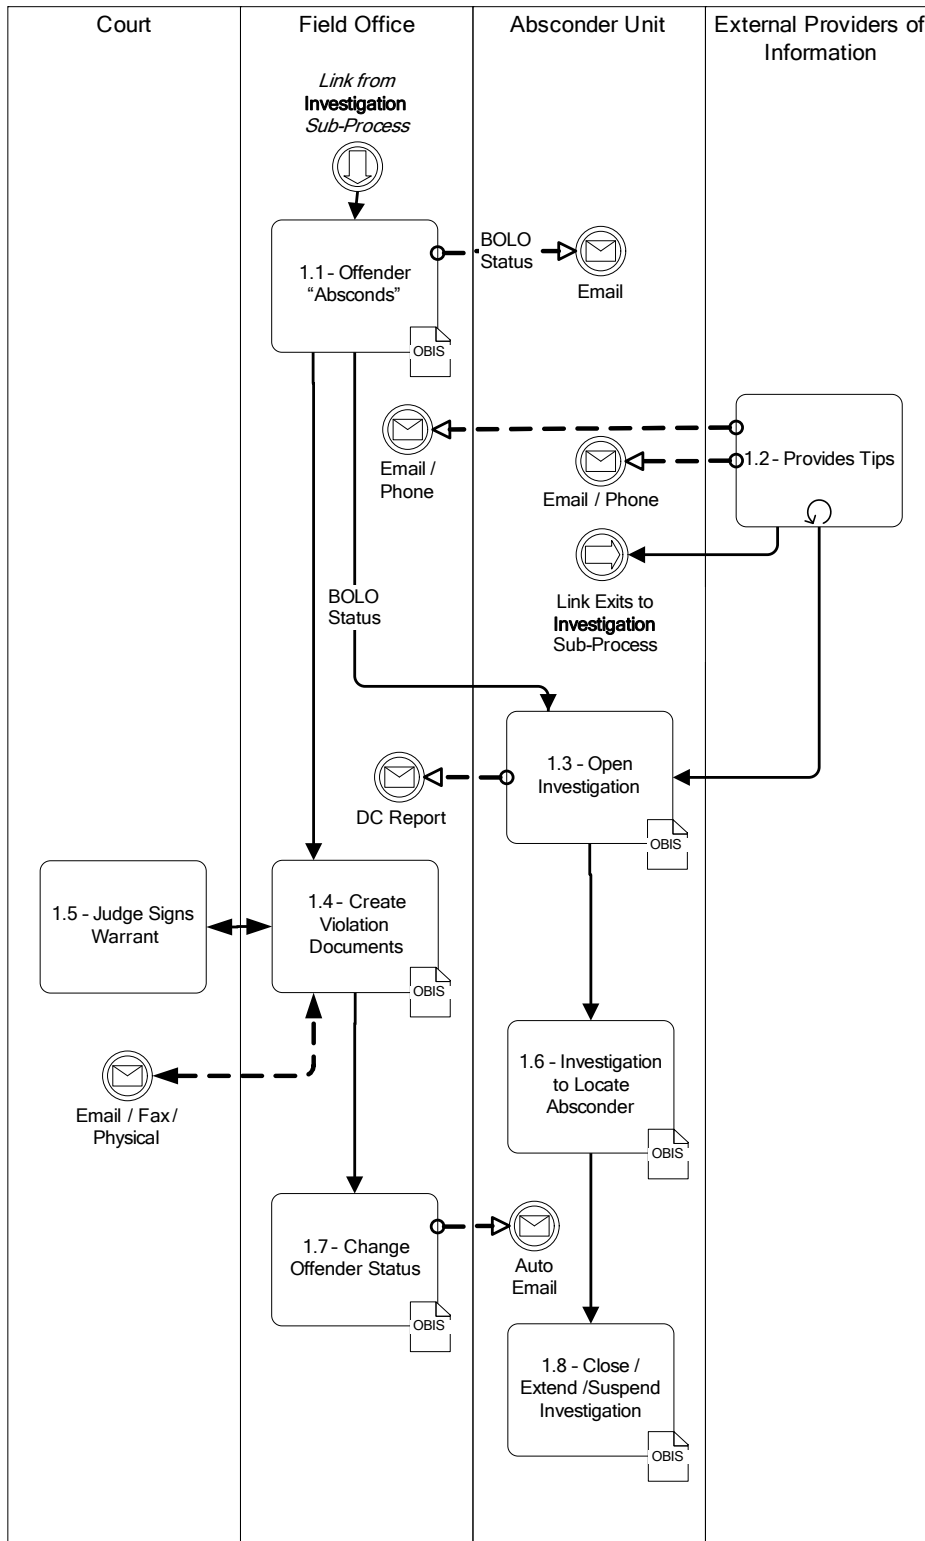 Court
Field Office
Absconder Unit
External Providers of
Information
Link from
Investigation
Sub-Process
1.1 - Offender
“Absconds”
OBIS
BOLO
Status
Email
Email /
Phone
Email / Phone
1.2 - Provides Tips
Link Exits to
Investigation
Sub-Process
BOLO
Status
1.3 - Open
Investigation
OBIS
DC Report
1.5 - Judge Signs
Warrant
1.4 - Create
Violation
Documents
OBIS
Email / Fax /
Physical
1.6 - Investigation
to Locate
Absconder
OBIS
1.7 - Change
Offender Status
OBIS
Auto
Email
1.8 - Close /
Extend /Suspend
Investigation
OBIS